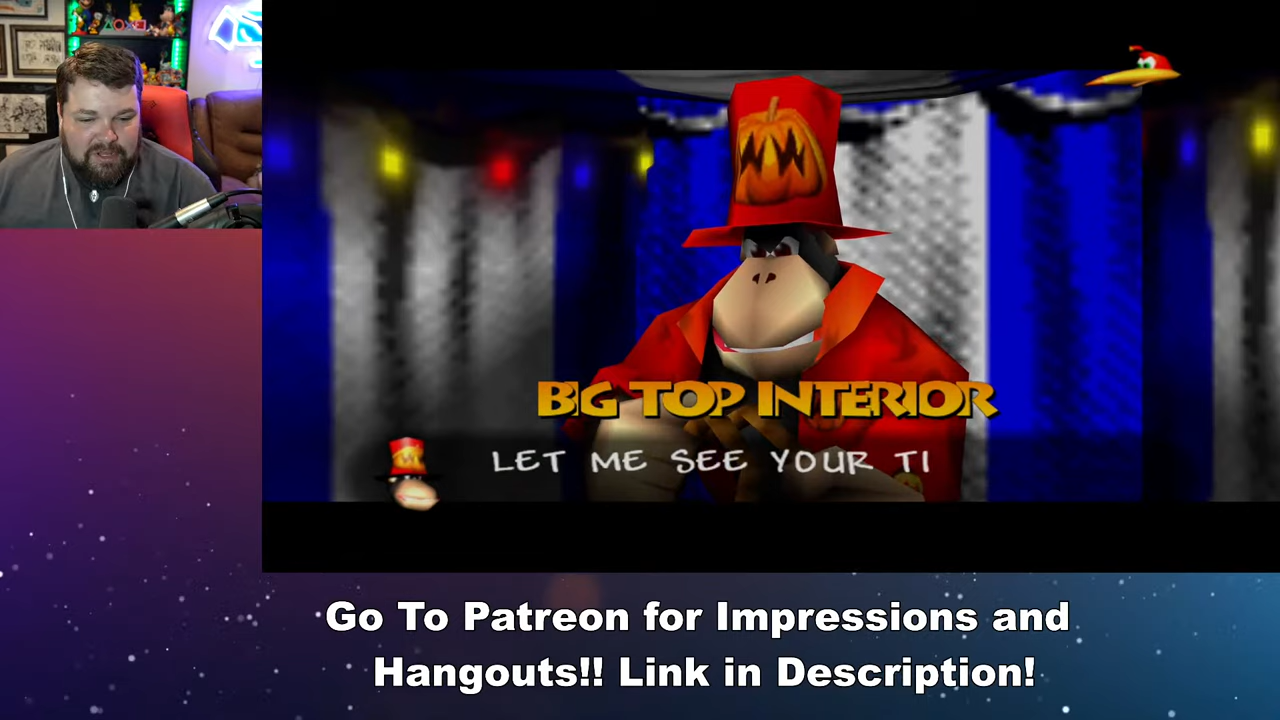 BIG TOP INTERIOR
LET ME SEE YOUR TI
Go To Patreon for Impressions and
Hangouts!! Link in Description!